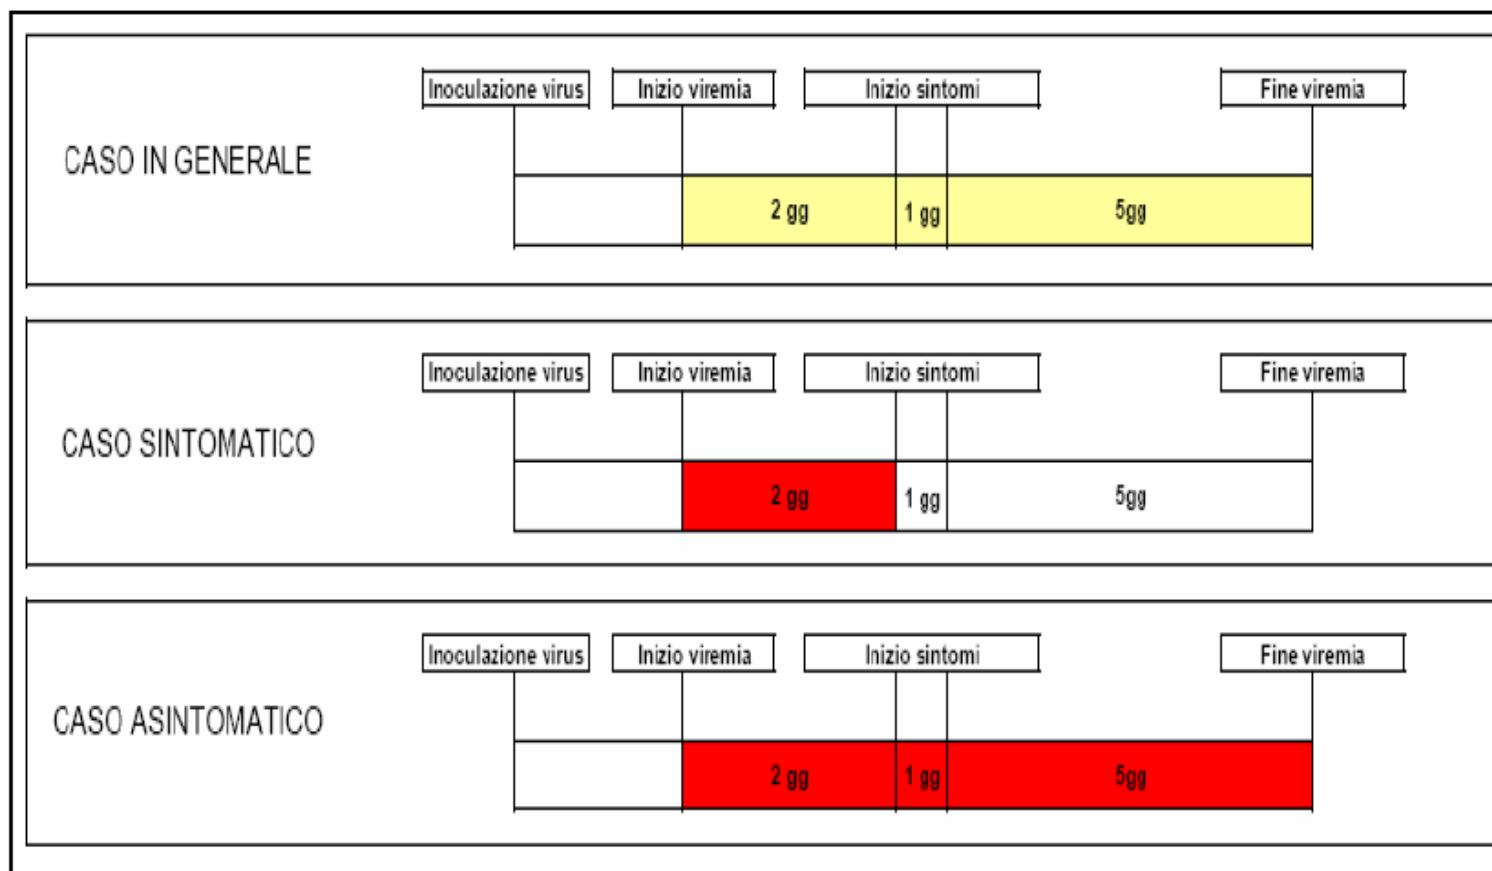 Inoculazione virus Inizio viremia Inizio sintomi Fine viremia
CASO IN GENERALE
2 gg 1 gg 5gg
Inoculazione virus Inizio viremia Inizio sintomi Fine viremia
CASO SINTOMATICO
2 gg 1 gg 5gg
Inoculazione virus Inizio viremia Inizio sintomi Fine viremia
CASO ASINTOMATICO
2 gg 1 gg 5gg